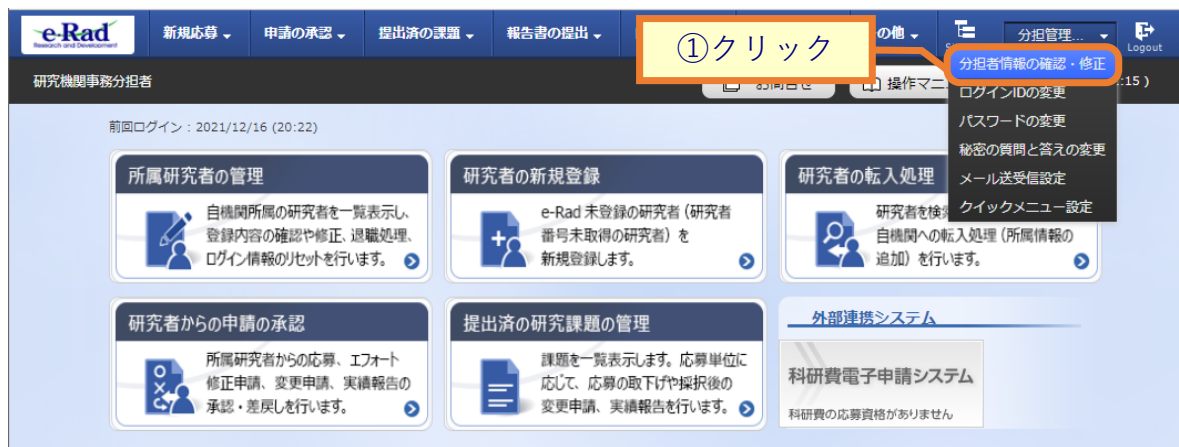 e-Rad
Research and Development
新規応募
申請の承認
提出済の課題
報告書の提出
の他
分担管理...
Logout
①クリック
研究機関事務分担者
操作マニ
:15 )
分担者情報の確認・修正
ログインIDの変更
パスワードの変更
秘密の質問と答えの変更
メール送受信設定
クイックメニュー設定
前回ログイン : 2021/12/16 (20:22)
所属研究者の管理
自機関所属の研究者を一覧表示し、
登録内容の確認や修正、退職処理、
ログイン情報のリセットを行います。
研究者の新規登録
e-Rad 未登録の研究者 (研究者
番号未取得の研究者) を
新規登録します。
研究者の転入処理
研究者を検
自機関への転入処理 (所属情報の
追加) を行います。
研究者からの申請の承認
所属研究者からの応募、エフォート
修正申請、変更申請、実績報告の
承認・差戻しを行います。
提出済の研究課題の管理
課題を一覧表示します。応募単位に
応じて、応募の取下げや採択後の
変更申請、実績報告を行います。
外部連携システム
科研費電子申請システム
科研費の応募資格がありません